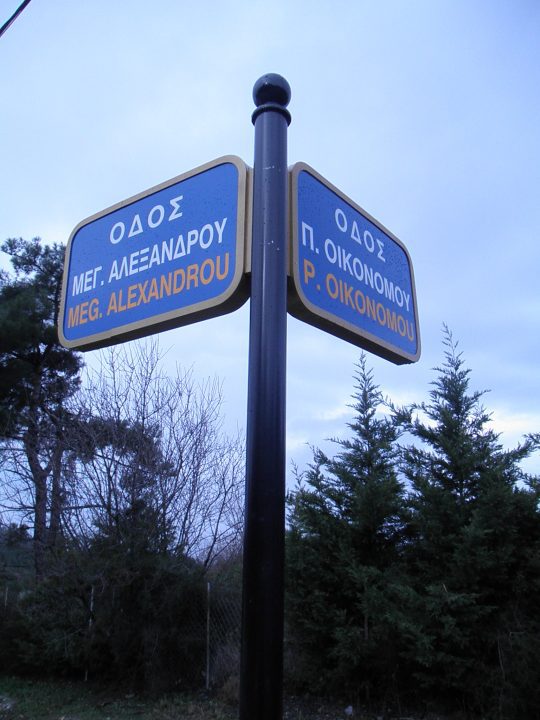 ΟΔΟΣ
ΜΕΓ. ΑΛΕΞΑΝΔΡΟΥ
MEG. ALEXANDROU
ΟΔΟΣ
Π. ΟΙΚΟΝΟΜΟΥ
P. OIKONOMOU